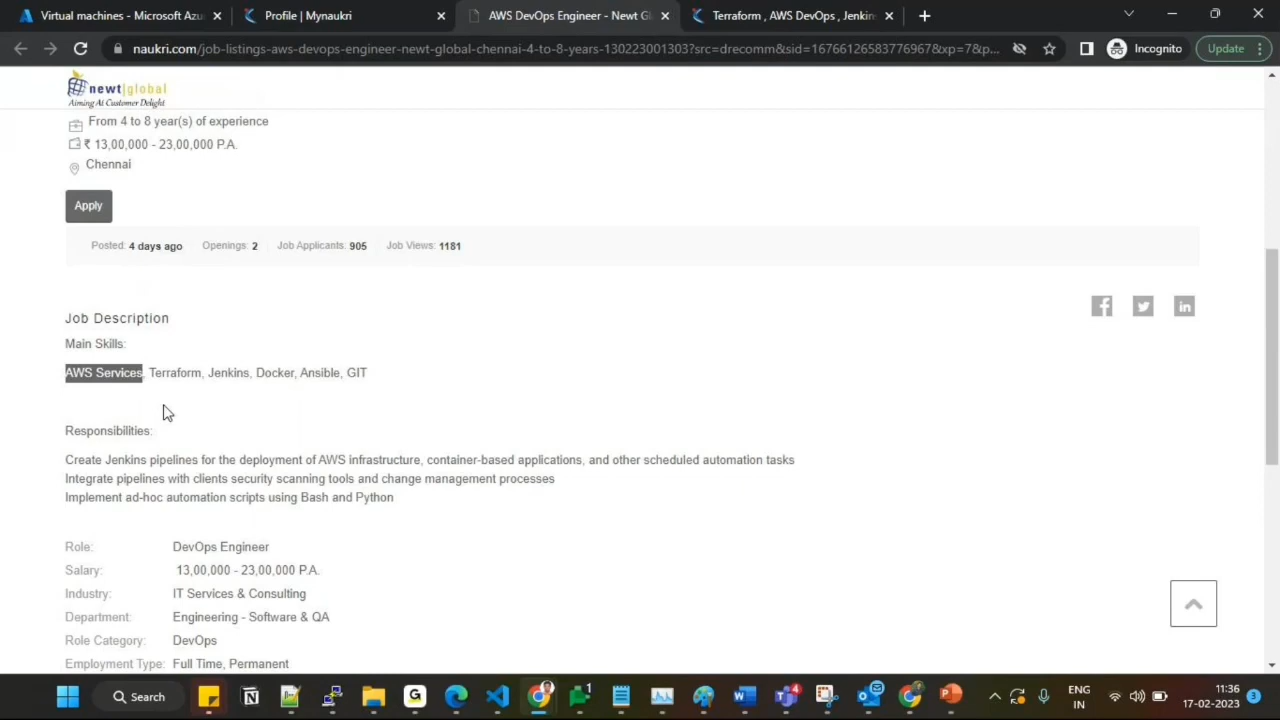 Virtual machines - Microsoft Azu
Profile | Mynaukri
AWS DevOps Engineer - Newt Gl
Terraform , AWS DevOps , Jenkin
naukri.com/job-listings-aws-devops-engineer-newt-global-chennai-4-to-8-years-130223001303?src=drecomm&sid=16766126583776967&xp=7&p...
Incognito
Update
newt|global
Aiming At Customer Delight
From 4 to 8 year(s) of experience
₹ 13,00,000 - 23,00,000 P.A.
Chennai
Apply
Posted: 4 days ago Openings: 2 Job Applicants: 905 Job Views: 1181
Job Description
Main Skills:
AWS Services, Terraform, Jenkins, Docker, Ansible, GIT
Responsibilities:
Create Jenkins pipelines for the deployment of AWS infrastructure, container-based applications, and other scheduled automation tasks
Integrate pipelines with clients security scanning tools and change management processes
Implement ad-hoc automation scripts using Bash and Python
Role: DevOps Engineer
Salary: 13,00,000 - 23,00,000 P.A.
Industry: IT Services & Consulting
Department: Engineering - Software & QA
Role Category: DevOps
Employment Type: Full Time, Permanent
Search
ENG
IN
11:36
17-02-2023